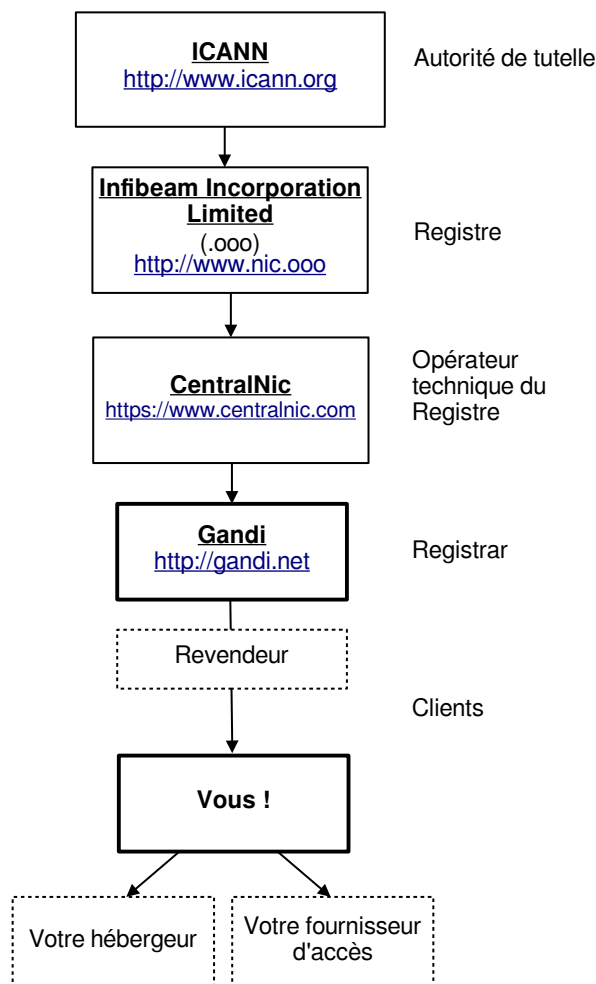 ICANN
http://www.icann.org
Autorité de tutelle
Infibeam Incorporation
Limited
(.ooo)
http://www.nic.ooo
Registre
CentralNic
https://www.centralnic.com
Opérateur
technique du
Registre
Gandi
http://gandi.net
Registrar
Revendeur
Clients
Vous !
Votre hébergeur
Votre fournisseur
d'accès